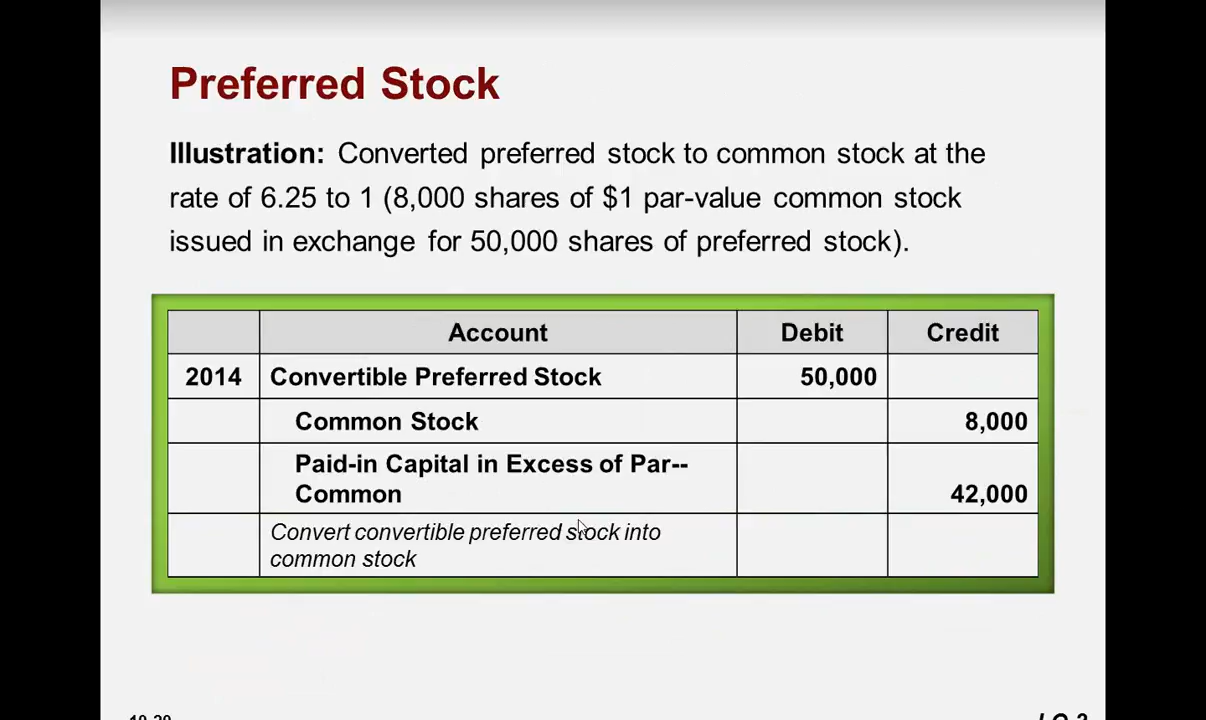 Preferred Stock
Illustration: Converted preferred stock to common stock at the
rate of 6.25 to 1 (8,000 shares of $1 par-value common stock
issued in exchange for 50,000 shares of preferred stock).
Account Debit Credit
2014 Convertible Preferred Stock 50,000
Common Stock 8,000
Paid-in Capital in Excess of Par--
Common 42,000
Convert convertible preferred stock into
common stock